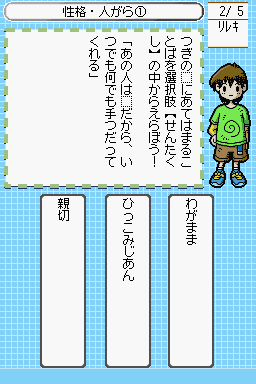 性格・人がら①
2/5
リレキ
つぎの□にあてはまるこ
とばを選択肢【せんたく
し】の中からえらぼう！
「あの人は□だから、い
つでも何でも手つだって
くれる」
わがまま
ひっこみじあん
親切